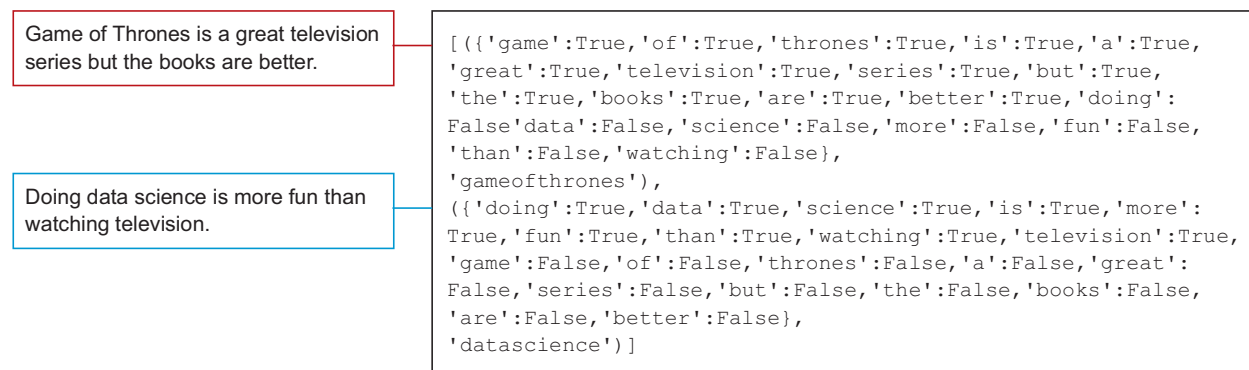 Game of Thrones is a great television
series but the books are better.
[({'game':True,'of':True,'thrones':True,'is':True,'a':True,
'great':True,'television':True,'series':True,'but':True,
'the':True,'books':True,'are':True,'better':True,'doing':
False'data':False,'science':False,'more':False,'fun':False,
'than':False,'watching':False},
'gameofthrones'),
Doing data science is more fun than
watching television.
({'doing':True,'data':True,'science':True,'is':True,'more':
True,'fun':True,'than':True,'watching':True,'television':True,
'game':False,'of':False,'thrones':False,'a':False,'great':
False,'series':False,'but':False,'the':False,'books':False,
'are':False,'better':False},
'datascience')]